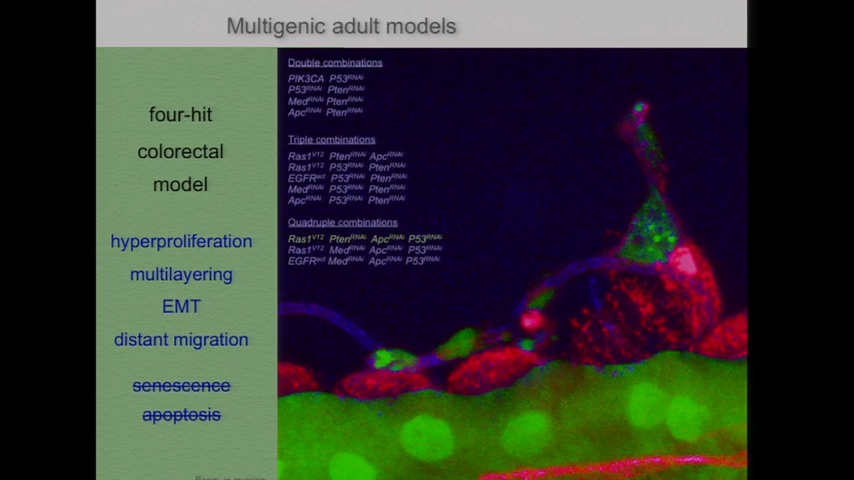 Multigenic adult models
four-hit
colorectal
model
hyperproliferation
multilayering
EMT
distant migration
senescence
apoptosis
Double combinations
PIK3CA P53RNAi
P53RNAi PtenRNAi
MedRNAi PtenRNAi
ApcRNAi PtenRNAi
Triple combinations
Ras1V12 PtenRNAi ApcRNAi
Ras1V12 P53RNAi PtenRNAi
EGFRact P53RNAi PtenRNAi
MedRNAi P53RNAi PtenRNAi
ApcRNAi P53RNAi PtenRNAi
Quadruple combinations
Ras1V12 PtenRNAi ApcRNAi P53RNAi
Ras1V12 MedRNAi ApcRNAi P53RNAi
EGFRact MedRNAi ApcRNAi P53RNAi